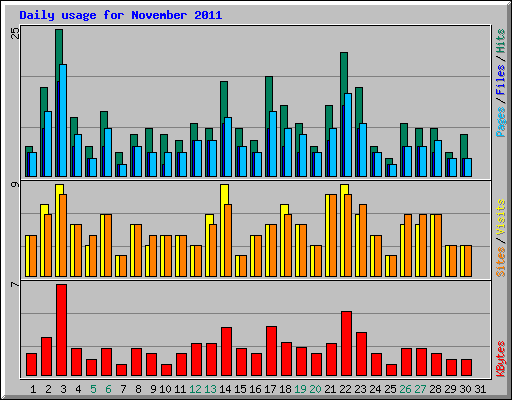 Daily usage for November 2011
25
Pages / Files / Hits
9
Sites / Visits
7
KBytes
1 2 3 4 5 6 7 8 9 10 11 12 13 14 15 16 17 18 19 20 21 22 23 24 25 26 27 28 29 30 31